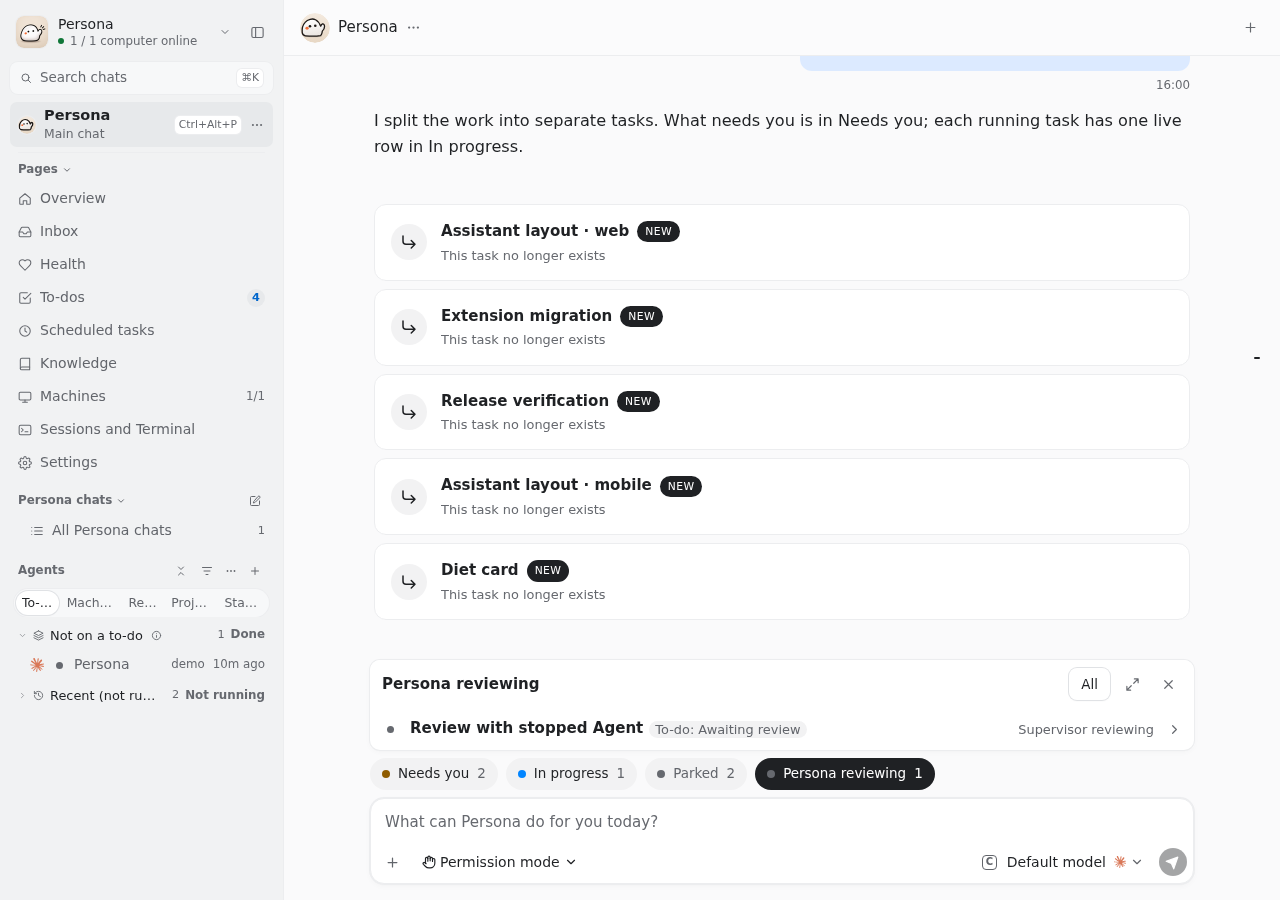 Persona
1 / 1 computer online
Search chats
⌘K
Persona
Main chat
Ctrl+Alt+P
Pages
Overview
Inbox
Health
To-dos
4
Scheduled tasks
Knowledge
Machines
1/1
Sessions and Terminal
Settings
Persona chats
All Persona chats
1
Agents
To-...
Mach...
Re...
Proj...
Sta...
Not on a to-do
1 Done
Persona
demo 10m ago
Recent (not ru...
2 Not running
Persona
16:00
I split the work into separate tasks. What needs you is in Needs you; each running task has one live
row in In progress.
Assistant layout · web NEW
This task no longer exists
Extension migration NEW
This task no longer exists
Release verification NEW
This task no longer exists
Assistant layout · mobile NEW
This task no longer exists
Diet card NEW
This task no longer exists
Persona reviewing
All
Review with stopped Agent To-do: Awaiting review
Supervisor reviewing
Needs you 2
In progress 1
Parked 2
Persona reviewing 1
What can Persona do for you today?
Permission mode
C Default model